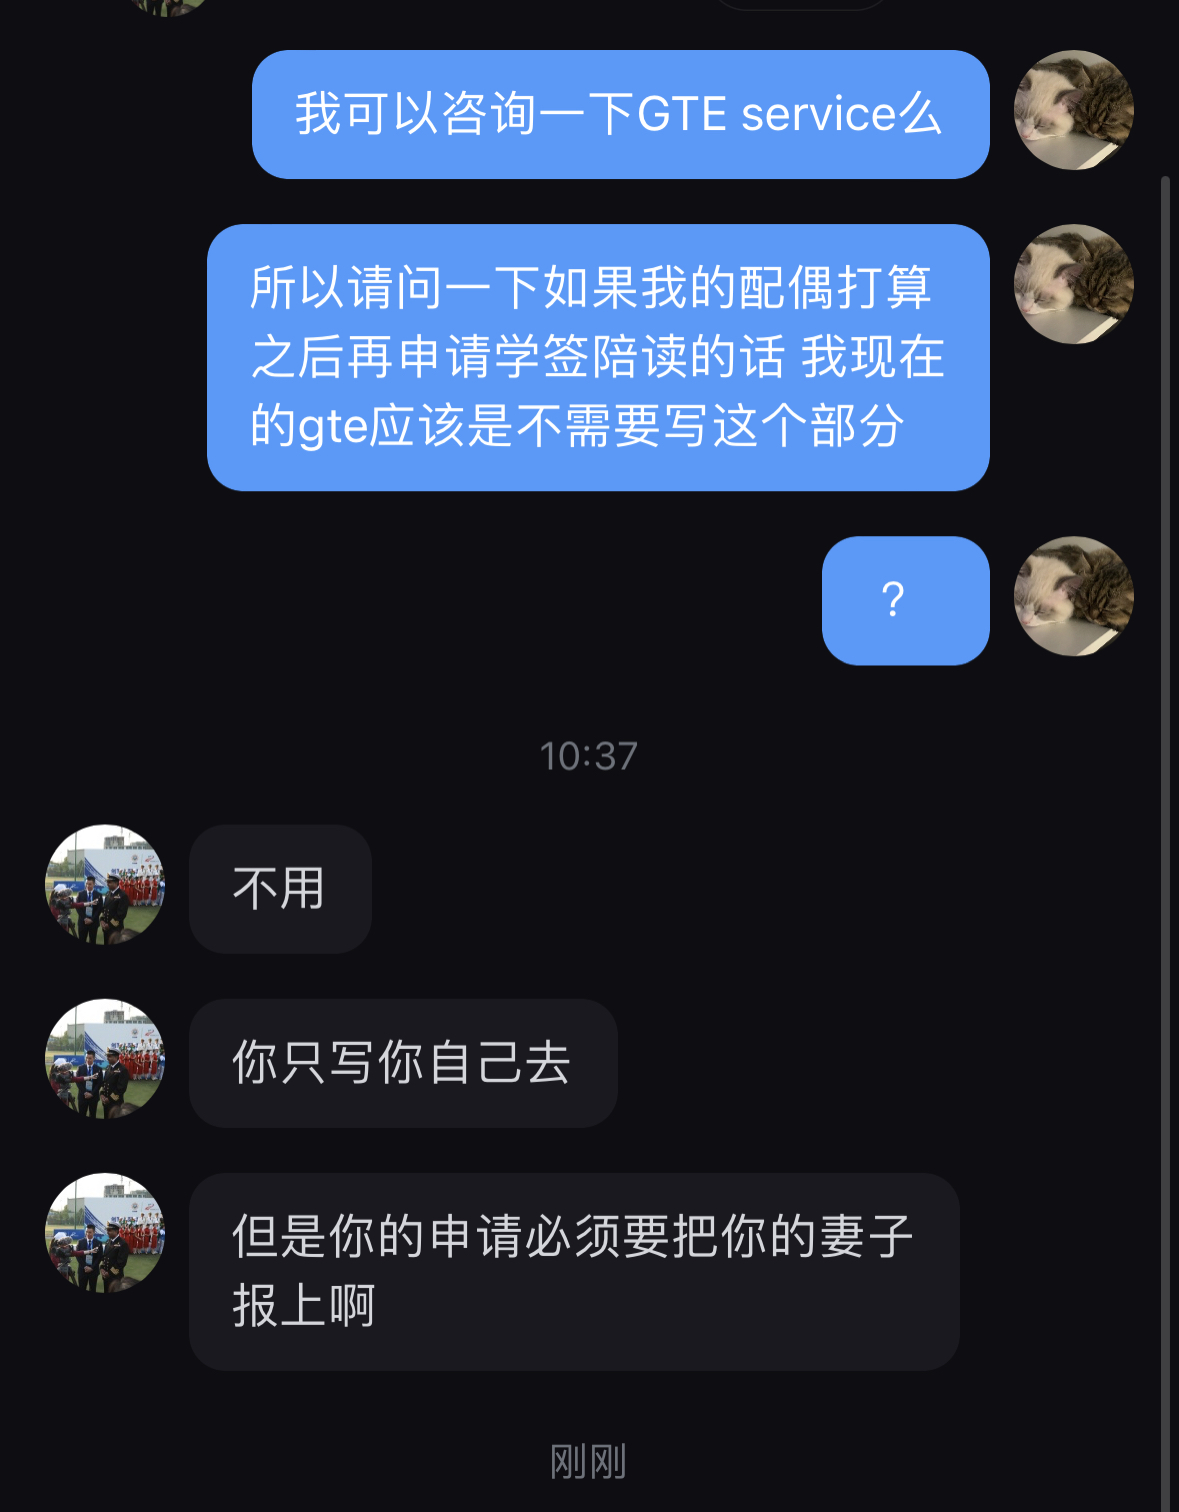 我可以咨询一下GTE service么
所以请问一下如果我的配偶打算
之后再申请学签陪读的话 我现在
的gte应该是不需要写这个部分
?
10:37
不用
你只写你自己去
但是你的申请必须要把你的妻子
报上啊
刚刚